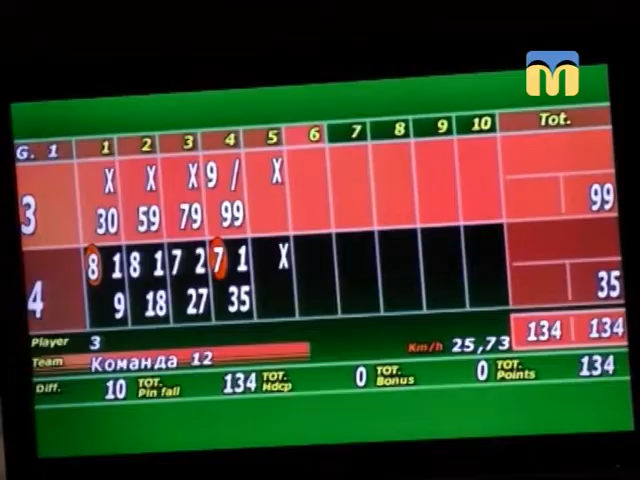 m
G. 1 1 2 3 4 5 6 7 8 9 10 Tot.
X X X 9 / X
3 30 59 79 99 99
8 1 8 1 7 2 7 1 X
4 9 18 27 35 35
Player 3 Km/h 25,73 134 134
Team Команда 12
Diff. 10 TOT. Pin fall 134 TOT. Hdcp 0 TOT. Bonus 0 TOT. Points 134